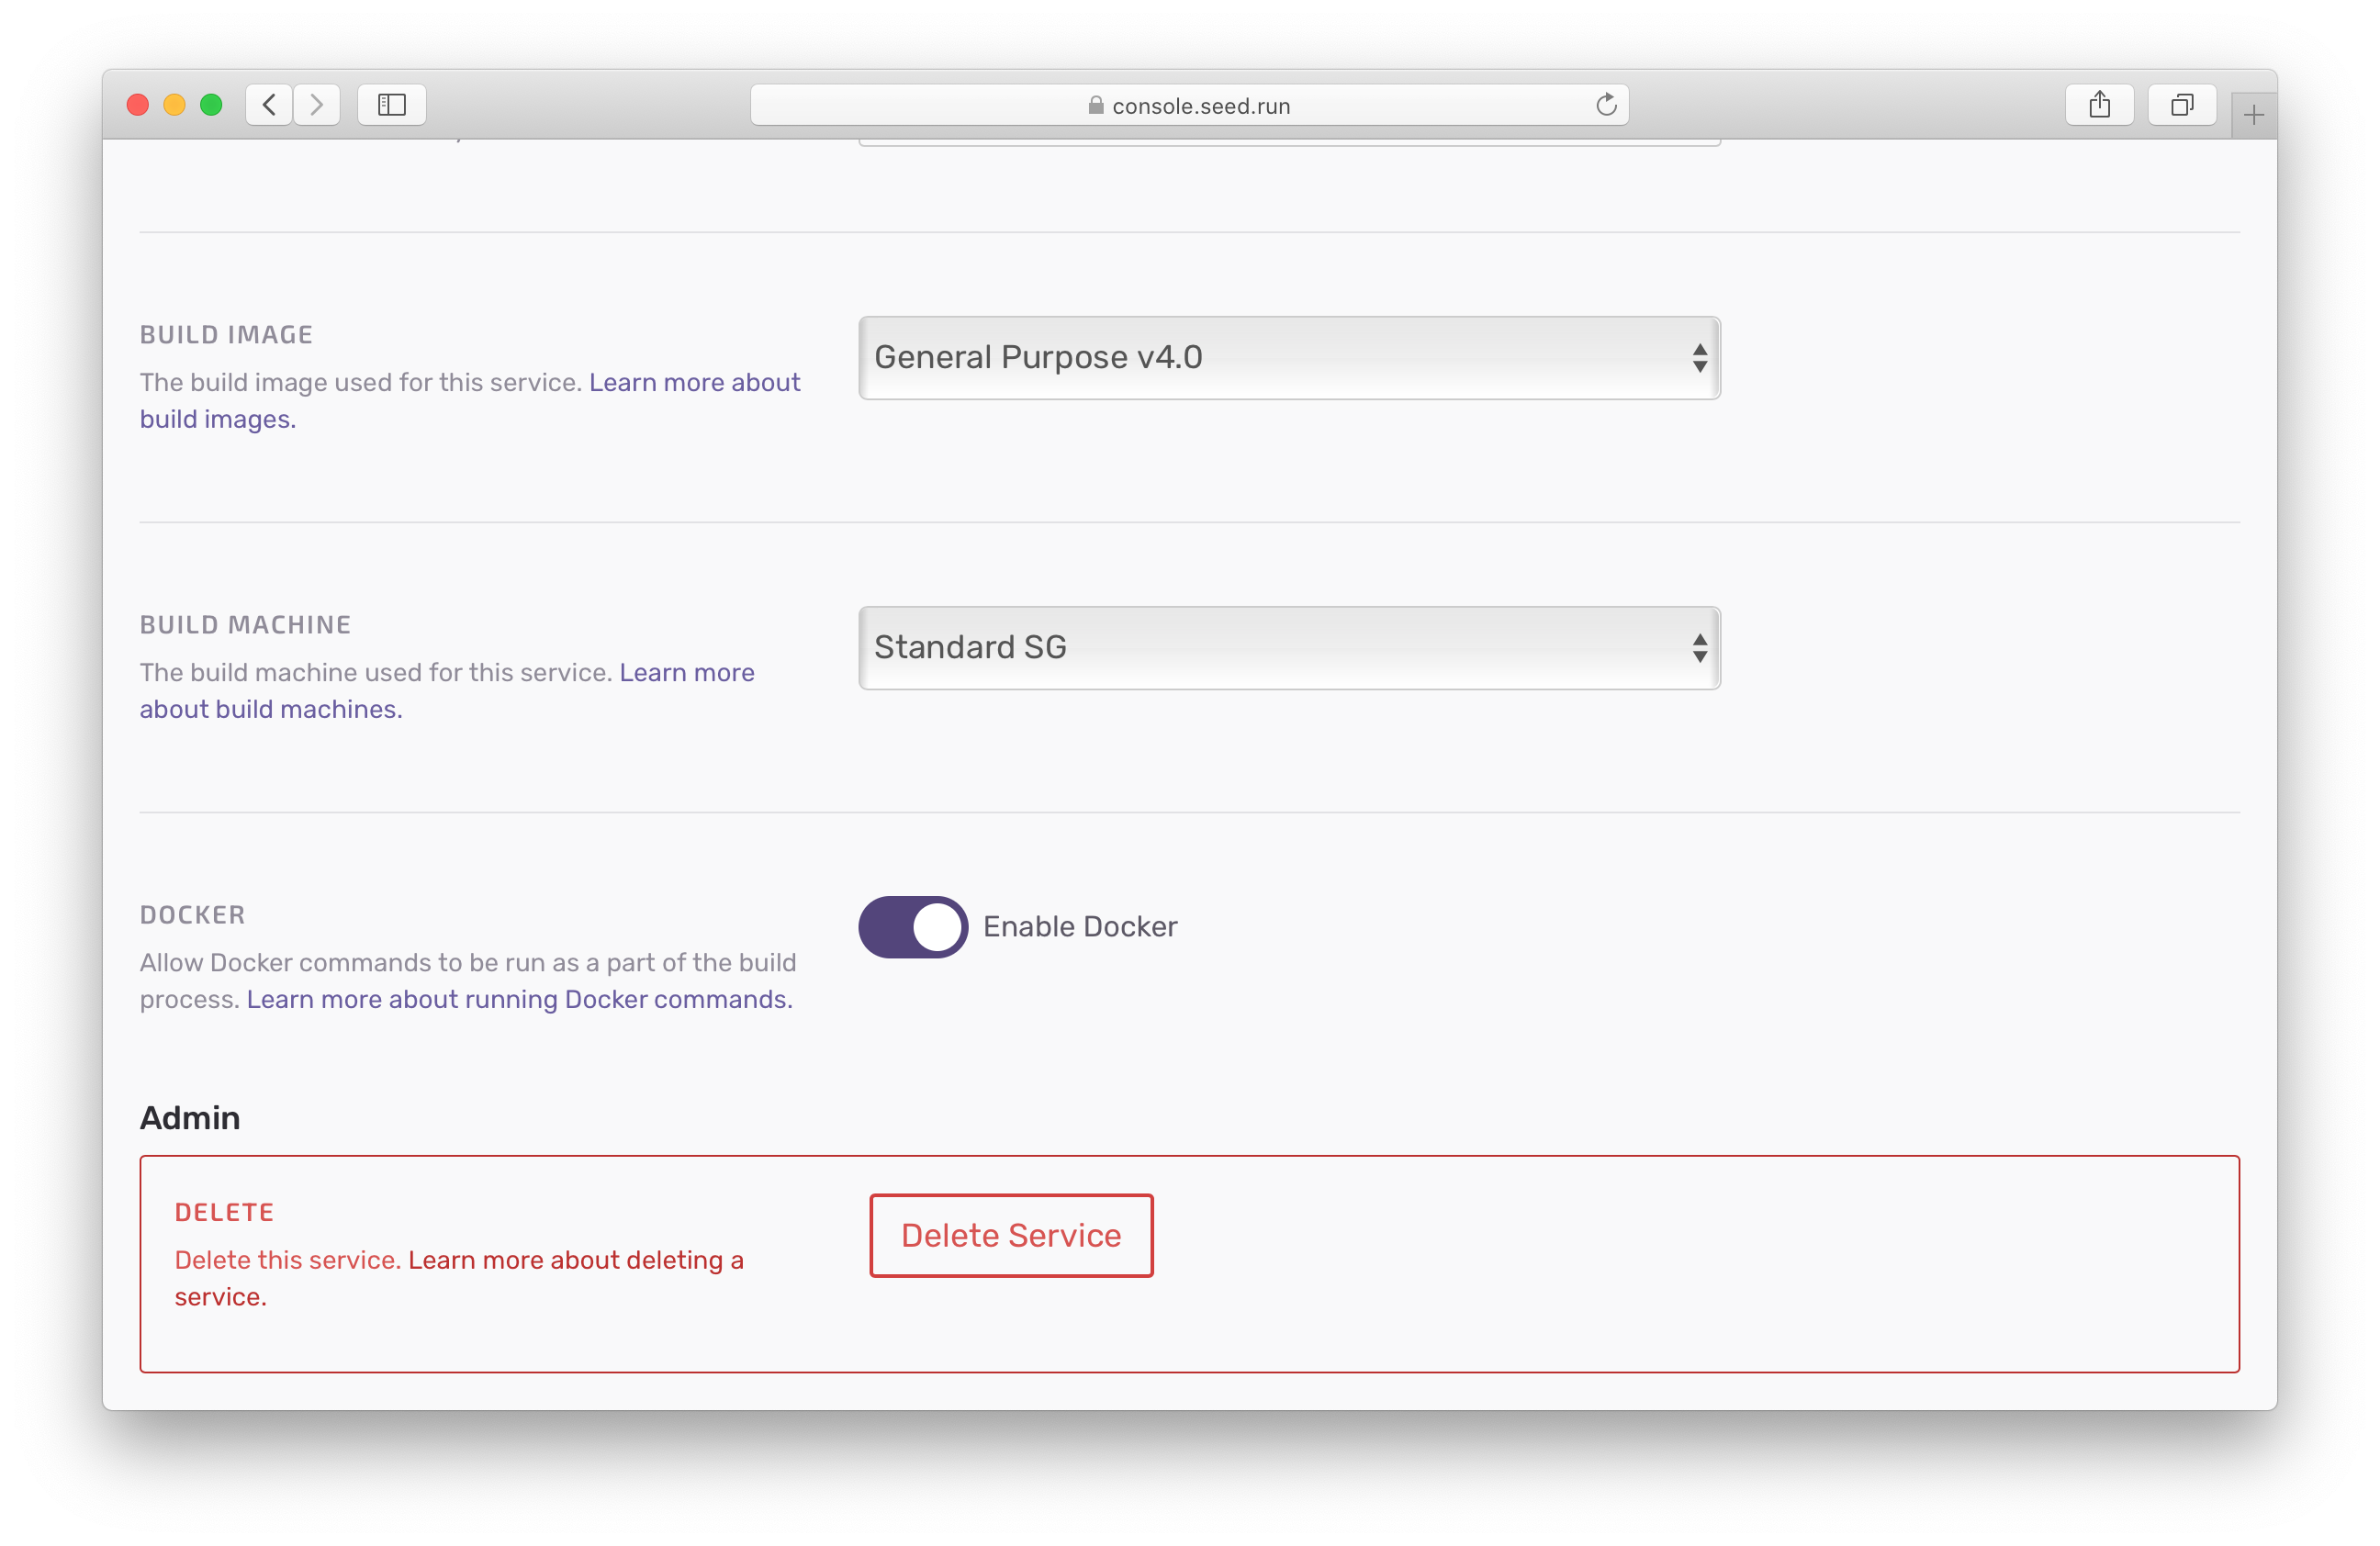 console.seed.run
BUILD IMAGE
The build image used for this service. Learn more about
build images.
General Purpose v4.0
BUILD MACHINE
The build machine used for this service. Learn more
about build machines.
Standard SG
DOCKER
Allow Docker commands to be run as a part of the build
process. Learn more about running Docker commands.
Enable Docker
Admin
DELETE
Delete this service. Learn more about deleting a
service.
Delete Service